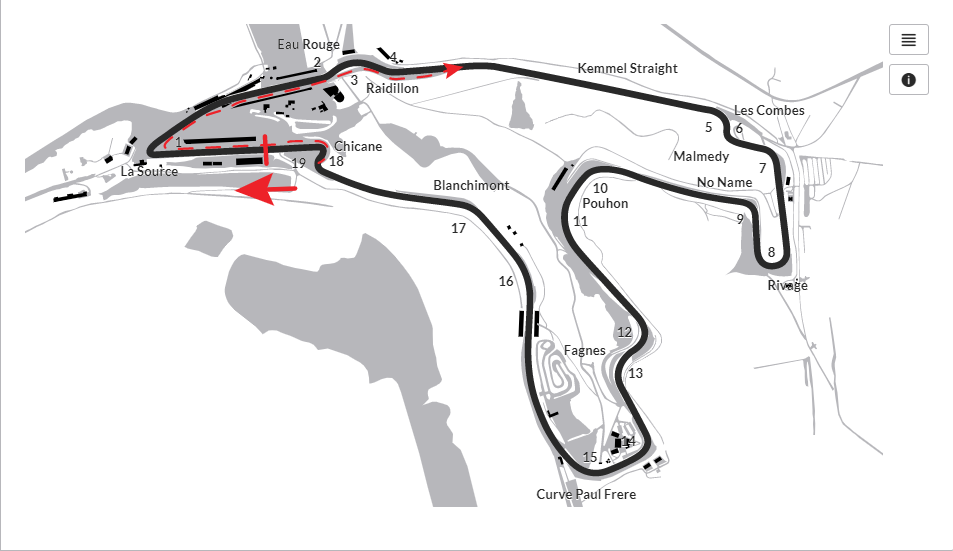 Eau Rouge
2
4
3
Raidillon
Kemmel Straight
Les Combes
5
6
1
Chicane
La Source
19
18
Malmedy
7
Blanchimont
No Name
10
Pouhon
9
11
17
8
16
Rivage
12
Fagnes
13
14
15
Curve Paul Frere